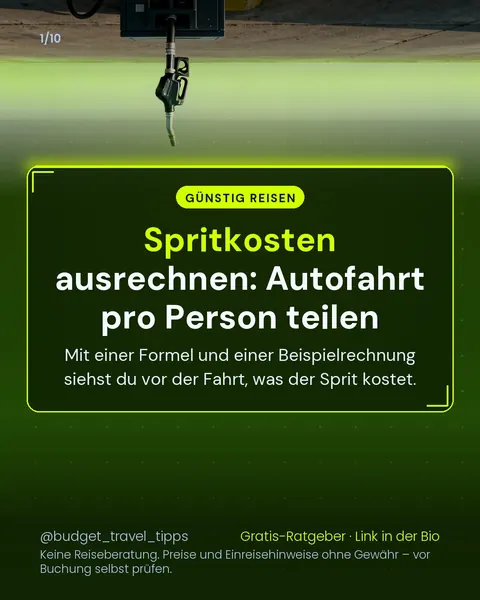 1/10
GÜNSTIG REISEN
Spritkosten
ausrechnen: Autofahrt
pro Person teilen
Mit einer Formel und einer Beispielrechnung
siehst du vor der Fahrt, was der Sprit kostet.
@budget_travel_tipps
Gratis-Ratgeber · Link in der Bio
Keine Reiseberatung. Preise und Einreisehinweise ohne Gewähr – vor
Buchung selbst prüfen.